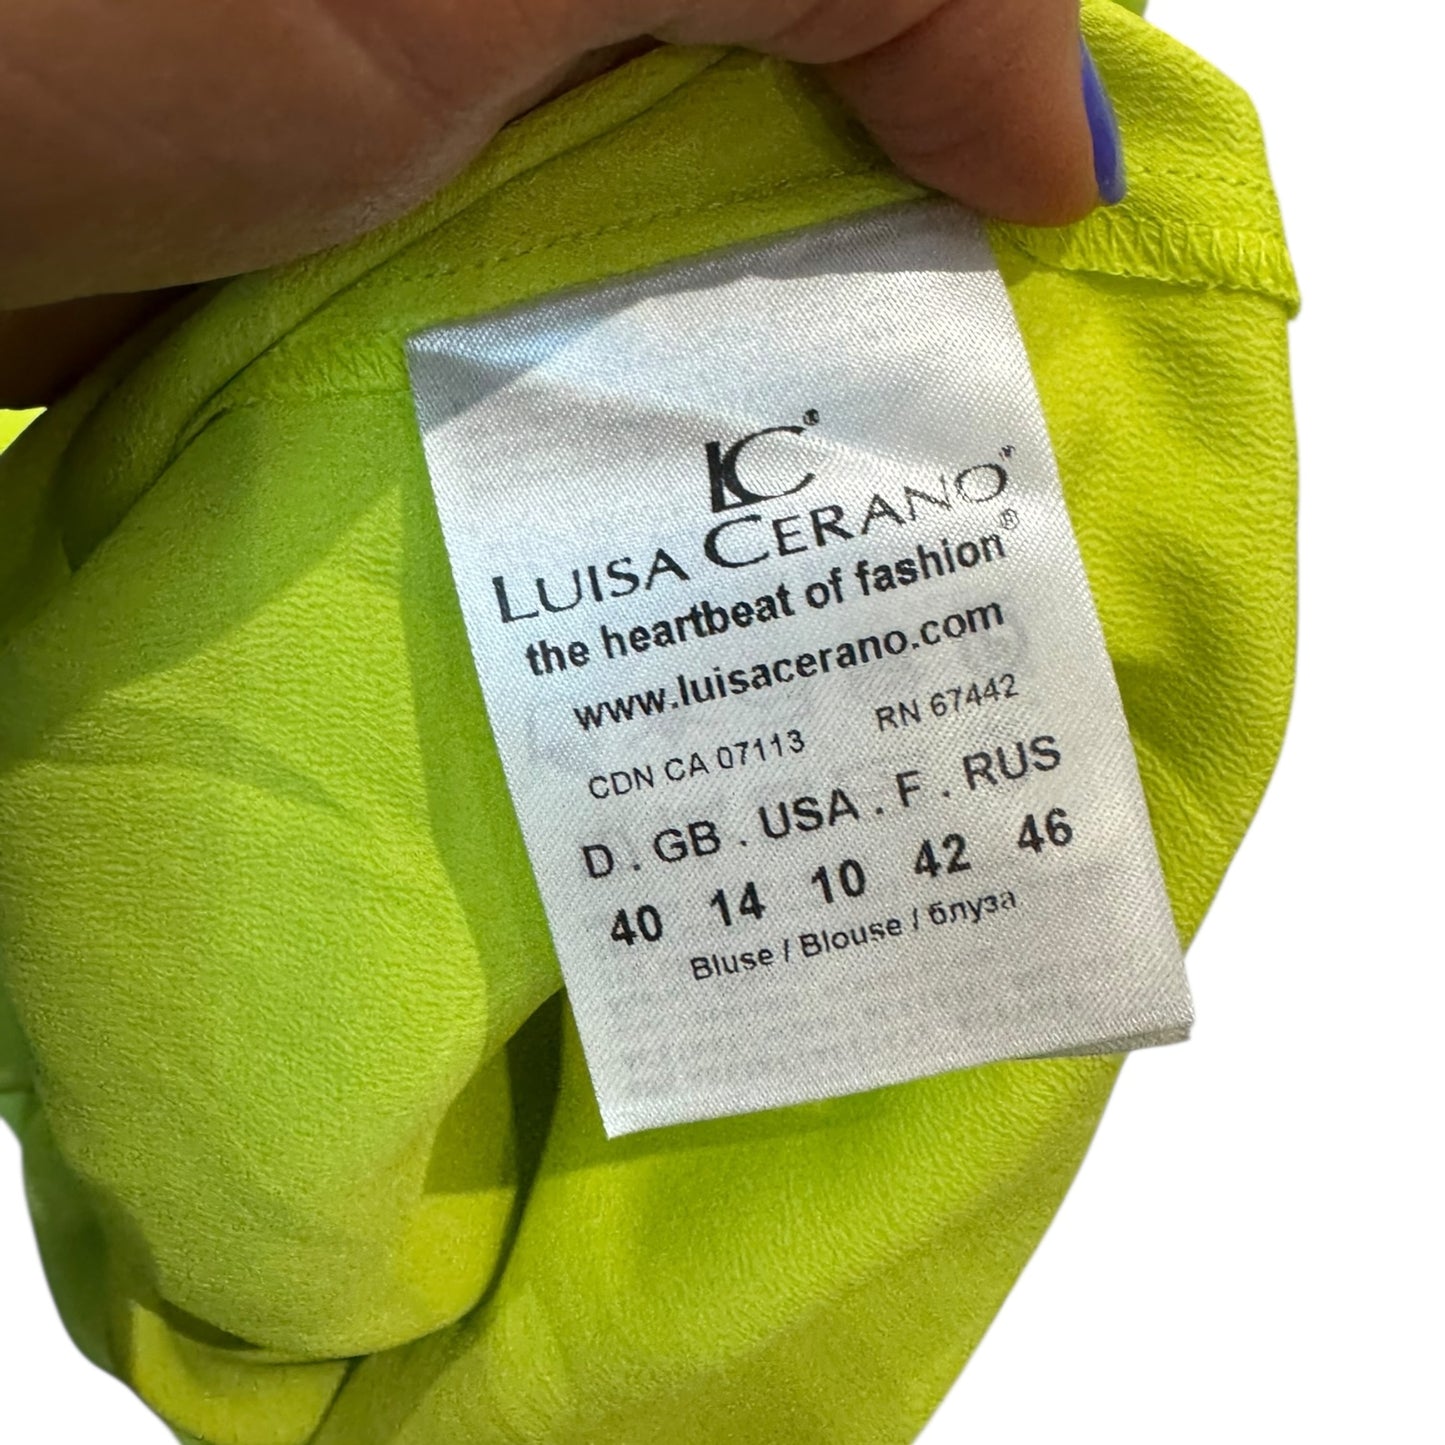 LC®
LUISA CERANO®
the heartbeat of fashion®
www.luisacerano.com
CDN CA 07113 RN 67442
D . GB . USA . F . RUS
40 14 10 42 46
Bluse / Blouse / блуза